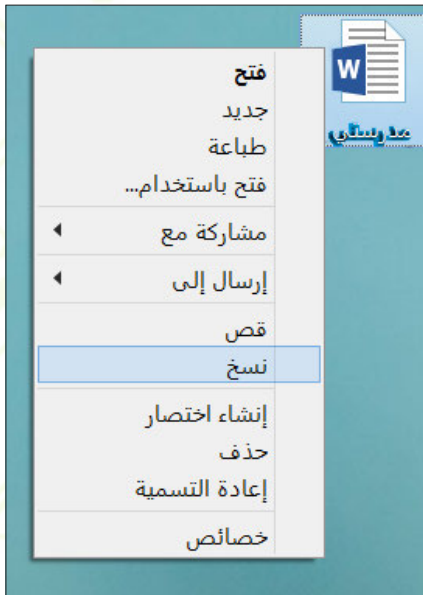 W
مدرستي
فتح
جديد
طباعة
فتح باستخدام...
مشاركة مع
إرسال إلى
قص
نسخ
إنشاء اختصار
حذف
إعادة التسمية
خصائص